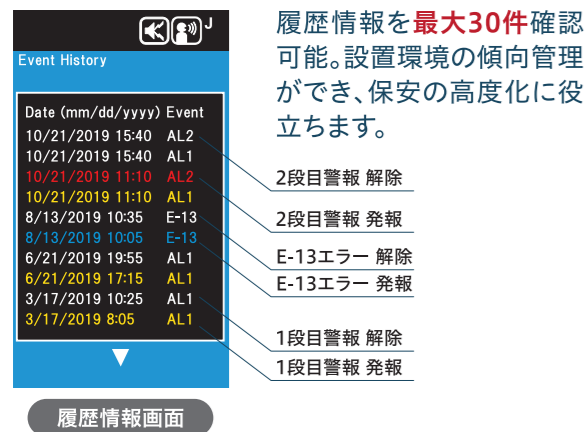 J
Event History
Date (mm/dd/yyyy) Event
10/21/2019 15:40 AL2
10/21/2019 15:40 AL1
10/21/2019 11:10 AL2
10/21/2019 11:10 AL1
8/13/2019 10:35 E-13
8/13/2019 10:05 E-13
6/21/2019 19:55 AL1
6/21/2019 17:15 AL1
3/17/2019 10:25 AL1
3/17/2019 8:05 AL1
履歴情報画面
履歴情報を最大30件確認
可能。設置環境の傾向管理
ができ、保安の高度化に役
立ちます。
2段目警報 解除
2段目警報 発報
E-13エラー 解除
E-13エラー 発報
1段目警報 解除
1段目警報 発報